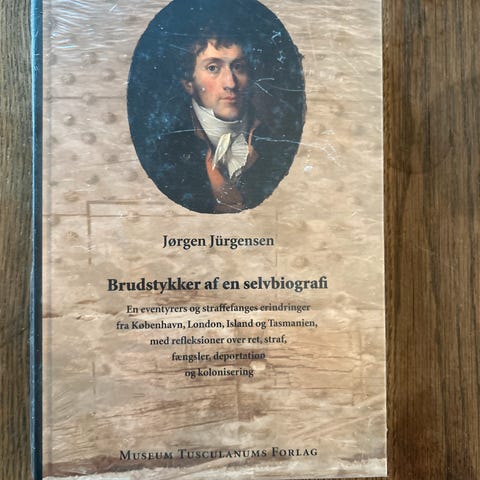 Jørgen Jürgensen
Brudstykker af en selvbiografi
En eventyrers og straffefanges erindringer
fra København, London, Island og Tasmanien,
med refleksioner over ret, straf,
fængsler, deportation
og kolonisering
Museum Tusculanums Forlag